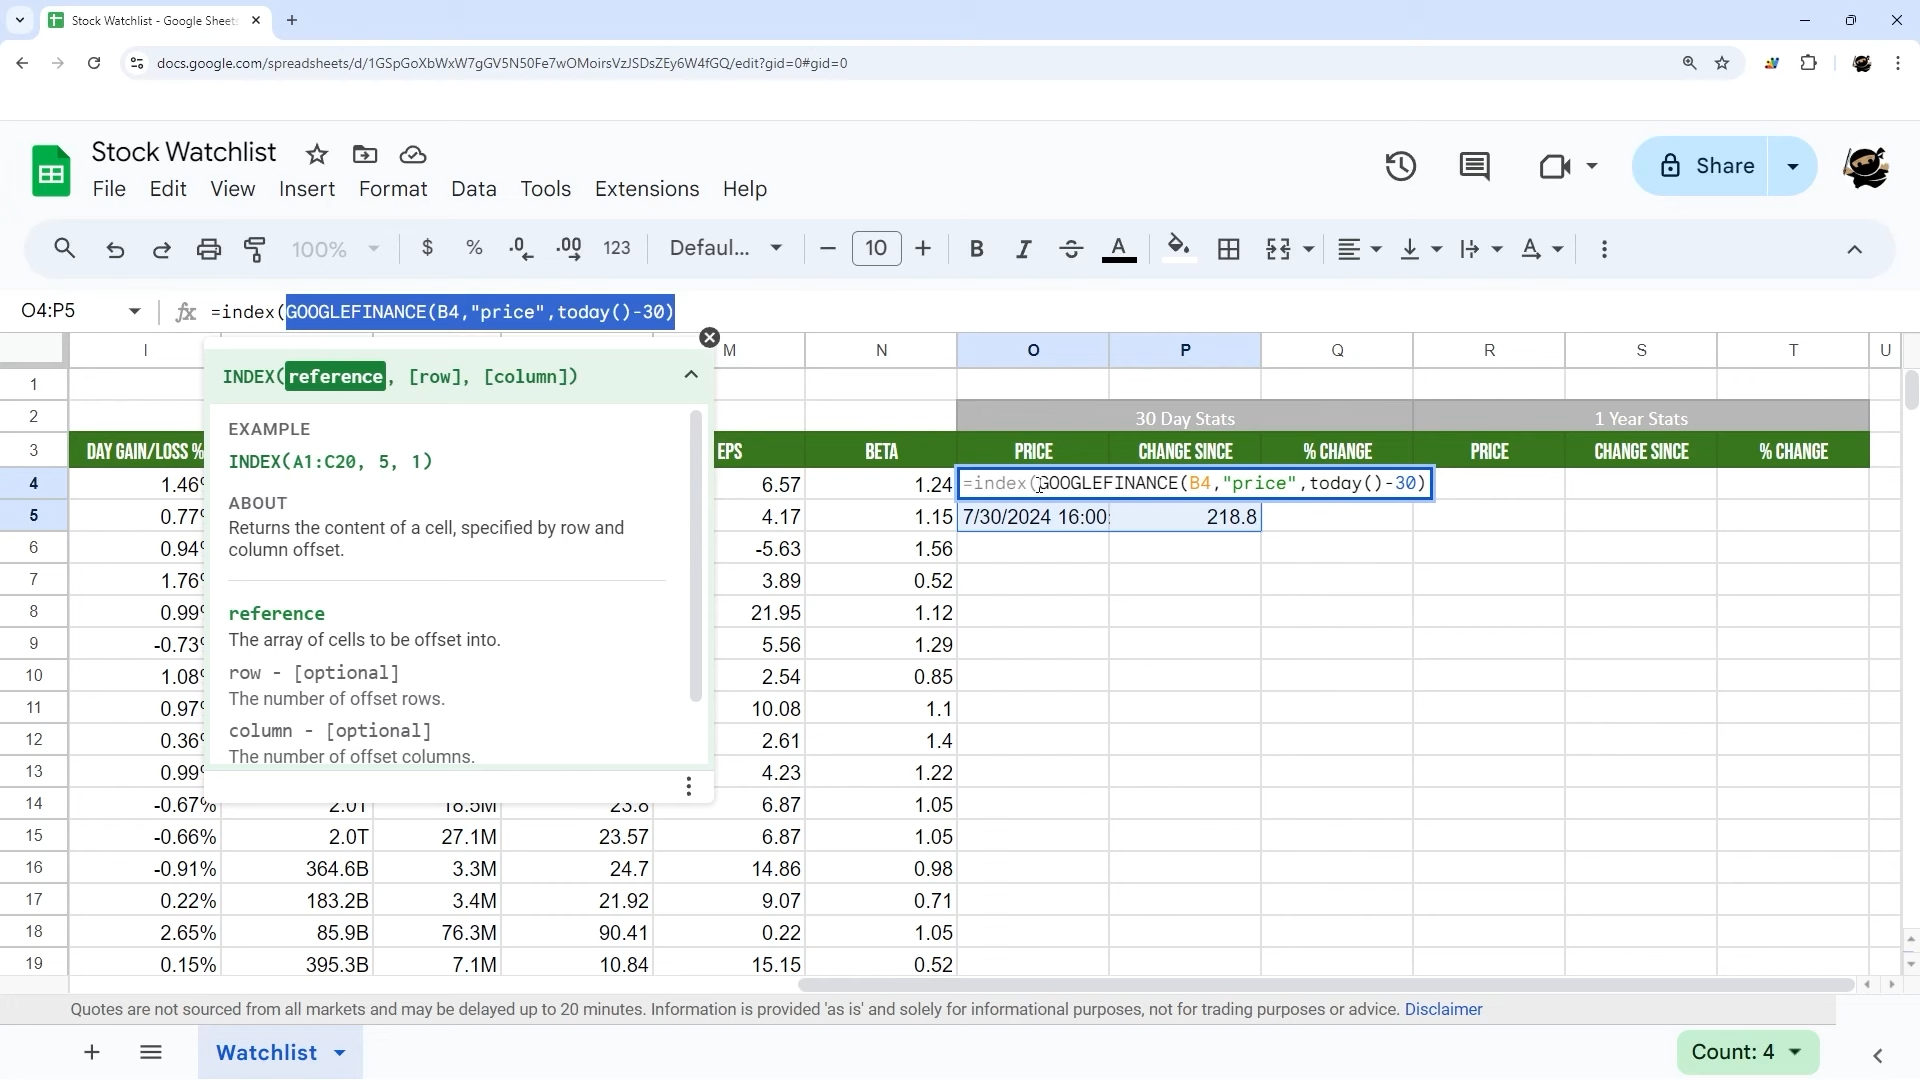 Stock Watchlist - Google Sheets
docs.google.com/spreadsheets/d/1GSpGoXbWxW7gGV5N50Fe7wOMoirsVzJSDsZEy6W4fGQ/edit?gid=0#gid=0
Stock Watchlist
File Edit View Insert Format Data Tools Extensions Help
Share
100% $ % .0 .00 123 Defaul... 10 B I A
O4:P5 fx =index(GOOGLEFINANCE(B4,"price",today()-30)
I M N O P Q R S T U
INDEX(reference, [row], [column])
EXAMPLE
INDEX(A1:C20, 5, 1)
ABOUT
Returns the content of a cell, specified by row and
column offset.
reference
The array of cells to be offset into.
row - [optional]
The number of offset rows.
column - [optional]
The number of offset columns.
1
2 30 Day Stats 1 Year Stats
3 DAY GAIN/LOSS % EPS BETA PRICE CHANGE SINCE % CHANGE PRICE CHANGE SINCE % CHANGE
4 1.46% 6.57 1.24 =index(GOOGLEFINANCE(B4,"price",today()-30)
5 0.77% 4.17 1.15 7/30/2024 16:00: 218.8
6 0.94% -5.63 1.56
7 1.76% 3.89 0.52
8 0.99% 21.95 1.12
9 -0.73% 5.56 1.29
10 1.08% 2.54 0.85
11 0.97% 10.08 1.1
12 0.36% 2.61 1.4
13 0.99% 4.23 1.22
14 -0.67% 2.0T 18.5M 23.8 6.87 1.05
15 -0.66% 2.0T 27.1M 23.57 6.87 1.05
16 -0.91% 364.6B 3.3M 24.7 14.86 0.98
17 0.22% 183.2B 3.4M 21.92 9.07 0.71
18 2.65% 85.9B 76.3M 90.41 0.22 1.05
19 0.15% 395.3B 7.1M 10.84 15.15 0.52
Quotes are not sourced from all markets and may be delayed up to 20 minutes. Information is provided 'as is' and solely for informational purposes, not for trading purposes or advice. Disclaimer
Watchlist
Count: 4